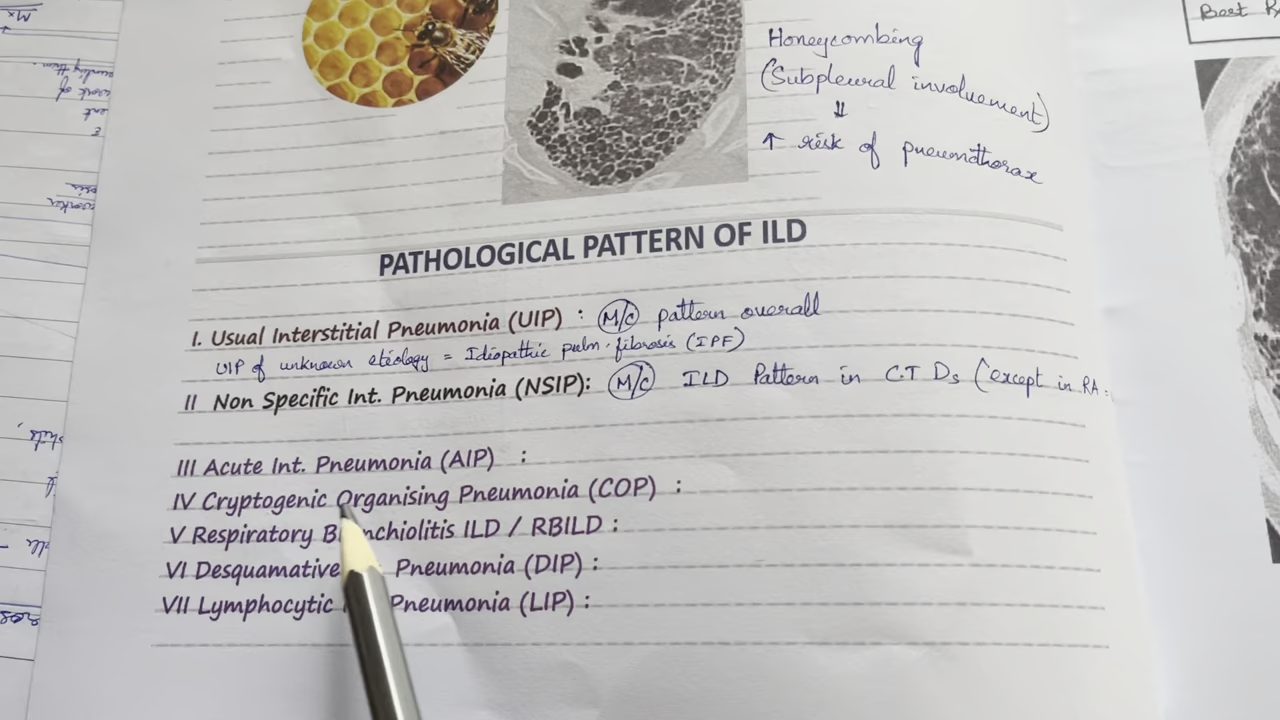 Mx
Best
Honeycombing
(Subpleural involvement)
⇓
↑ risk of pneumothorax
PATHOLOGICAL PATTERN OF ILD
I. Usual Interstitial Pneumonia (UIP) : M/C pattern overall
UIP of unknown etiology = Idiopathic pulm. fibrosis (IPF)
II Non Specific Int. Pneumonia (NSIP): M/C ILD Pattern in C.T Ds (except in RA
III Acute Int. Pneumonia (AIP) :
IV Cryptogenic Organising Pneumonia (COP) :
V Respiratory Bronchiolitis ILD / RBILD :
VI Desquamative Pneumonia (DIP) :
VII Lymphocytic Pneumonia (LIP) :